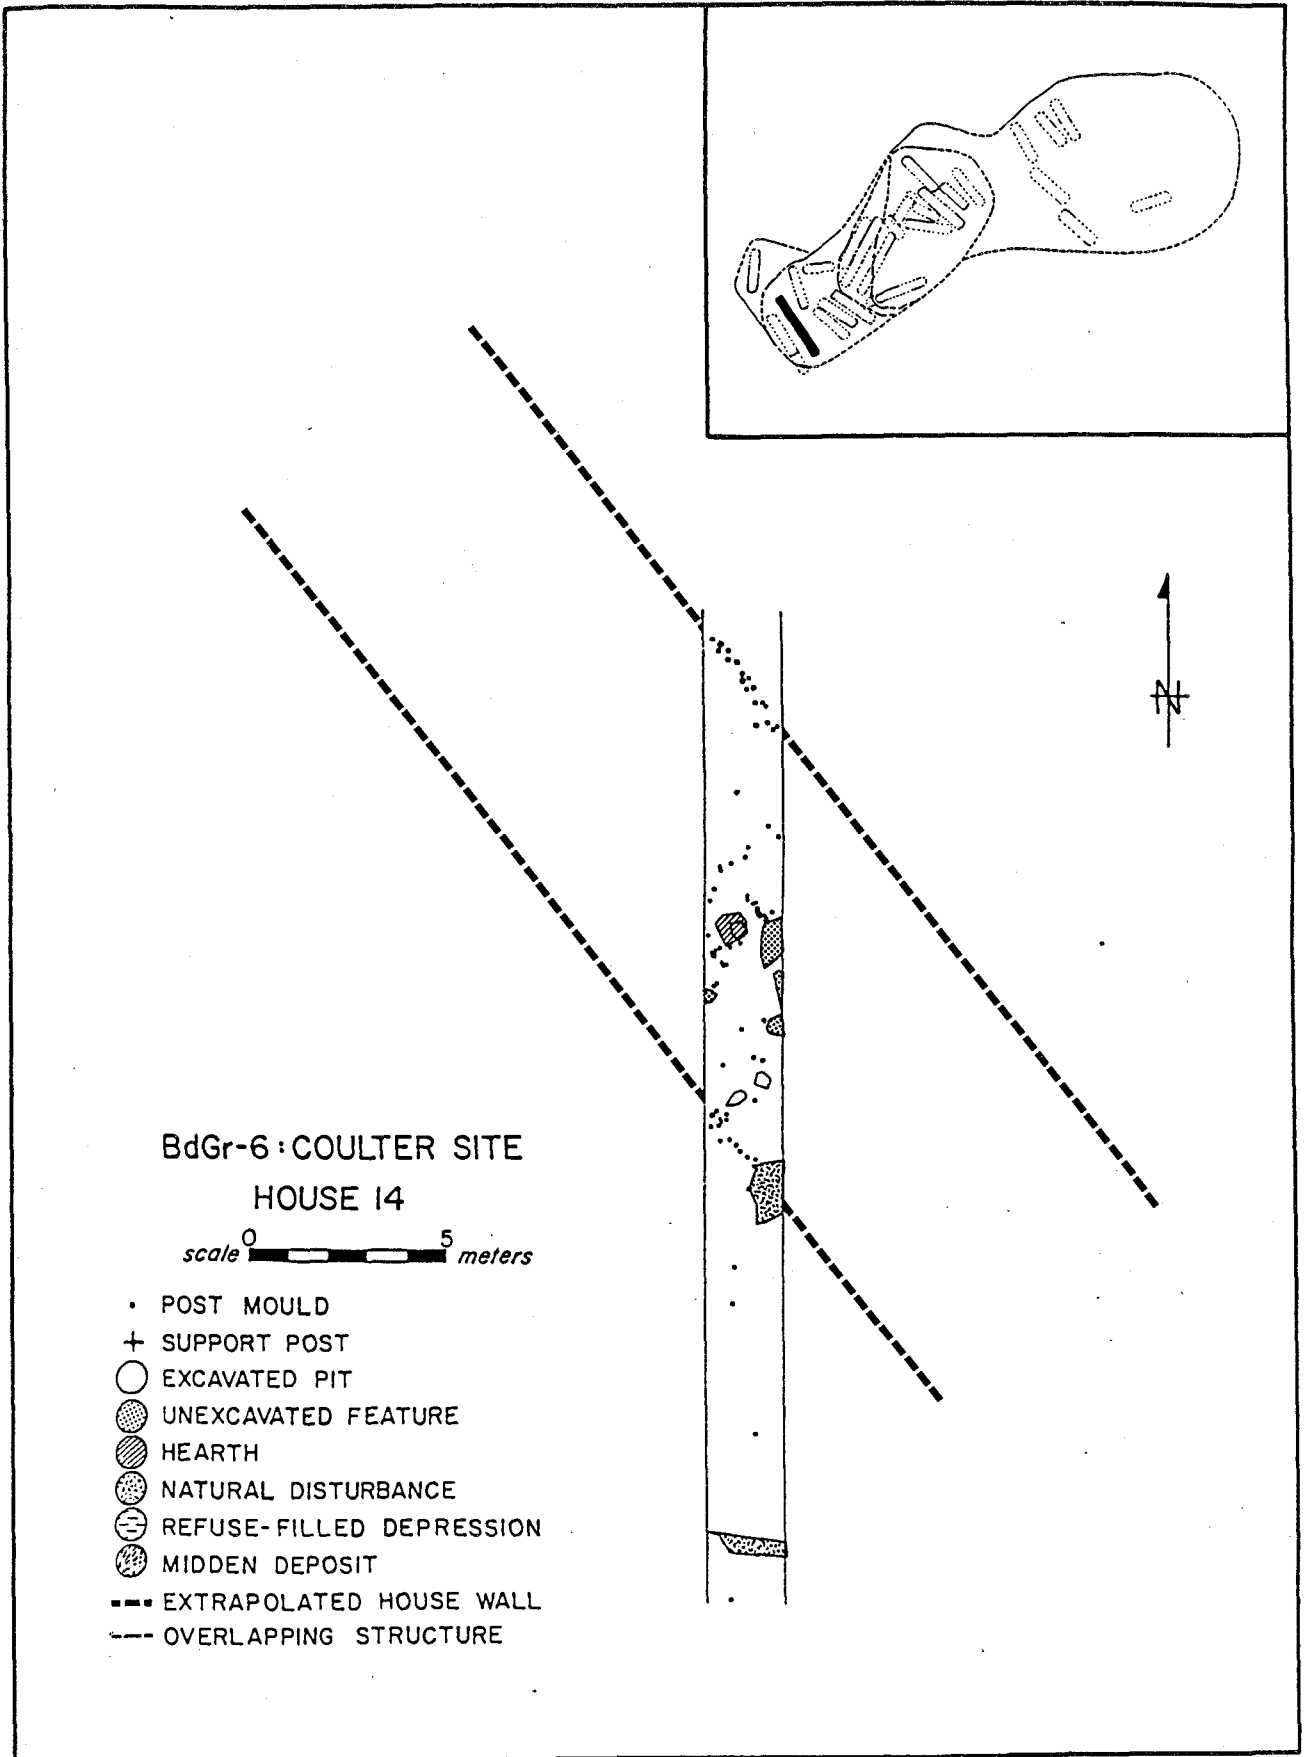 N
BdGr-6 : COULTER SITE
HOUSE 14
0 5
scale meters
POST MOULD
SUPPORT POST
EXCAVATED PIT
UNEXCAVATED FEATURE
HEARTH
NATURAL DISTURBANCE
REFUSE-FILLED DEPRESSION
MIDDEN DEPOSIT
EXTRAPOLATED HOUSE WALL
OVERLAPPING STRUCTURE